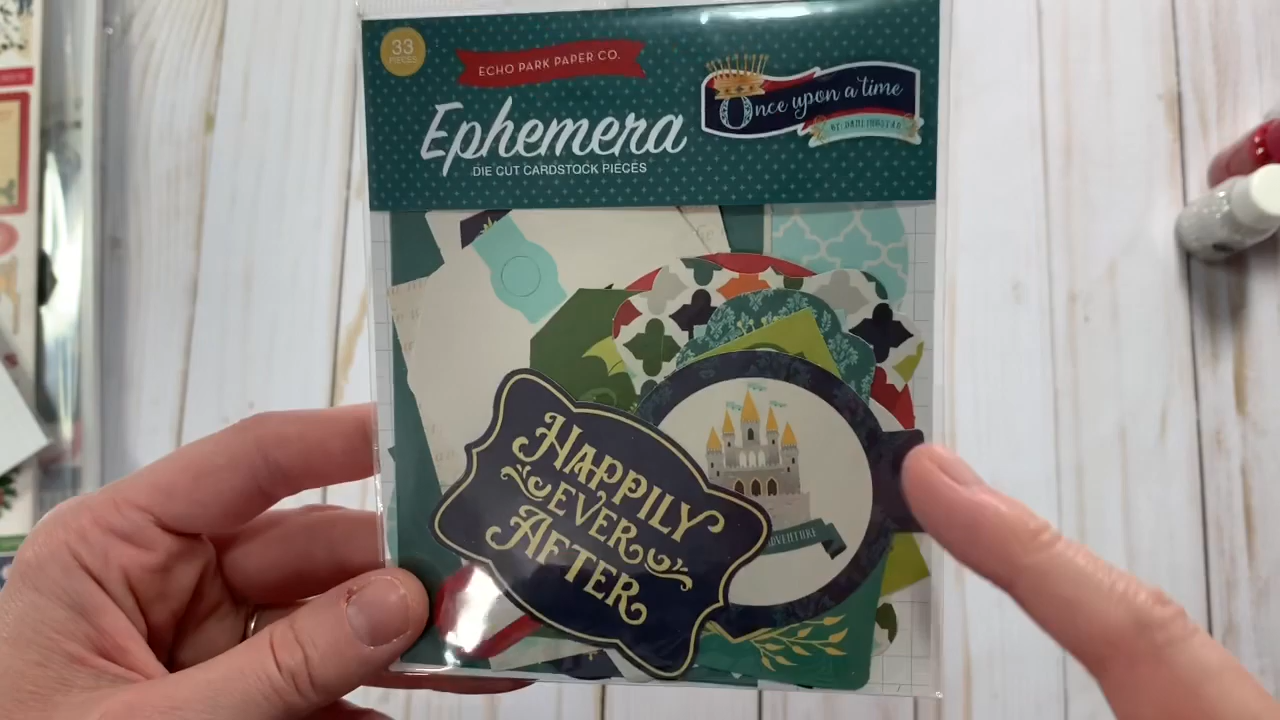 33
PIECES
ECHO PARK PAPER CO.
Ephemera
DIE CUT CARDSTOCK PIECES
Once upon a time
HAPPILY
EVER
AFTER
ADVENTURE